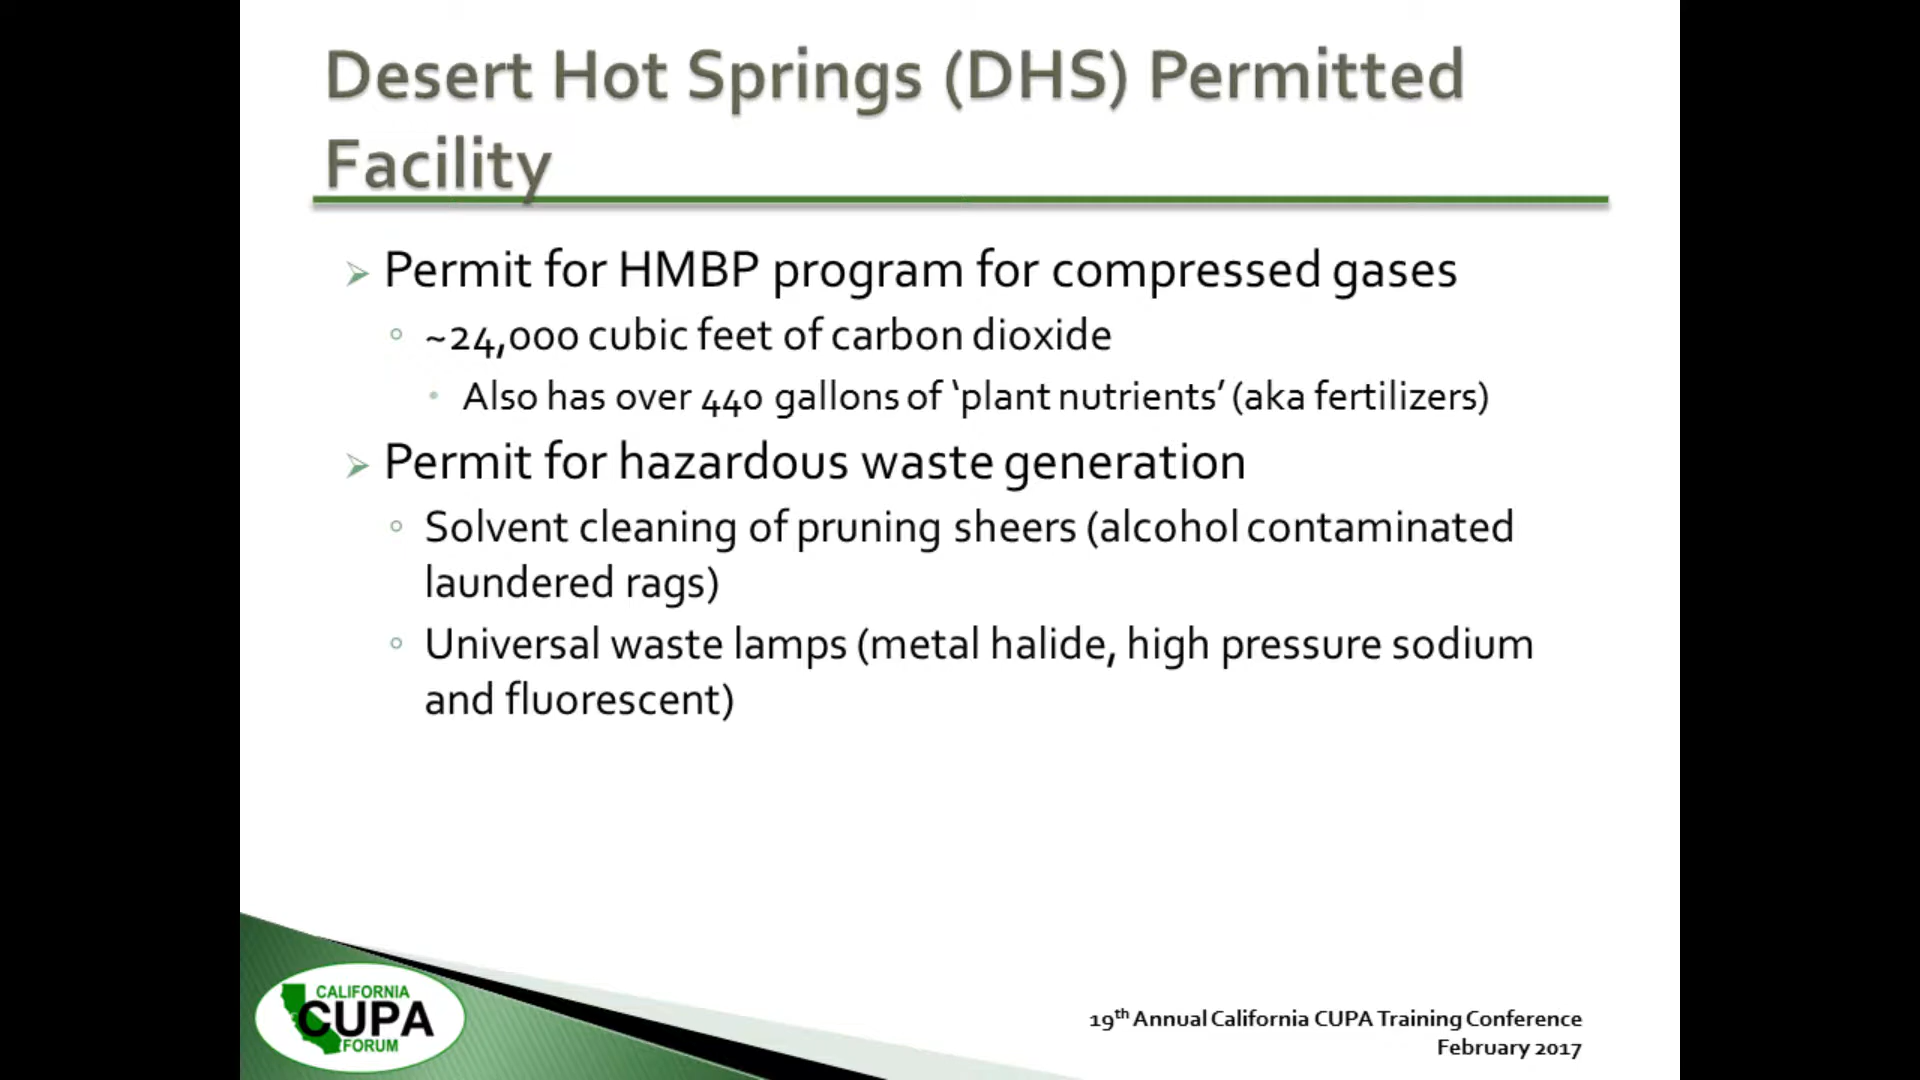 Desert Hot Springs (DHS) Permitted
Facility
Permit for HMBP program for compressed gases
~24,000 cubic feet of carbon dioxide
Also has over 440 gallons of ‘plant nutrients’ (aka fertilizers)
Permit for hazardous waste generation
Solvent cleaning of pruning sheers (alcohol contaminated
laundered rags)
Universal waste lamps (metal halide, high pressure sodium
and fluorescent)
CALIFORNIA
CUPA
FORUM
19th Annual California CUPA Training Conference
February 2017